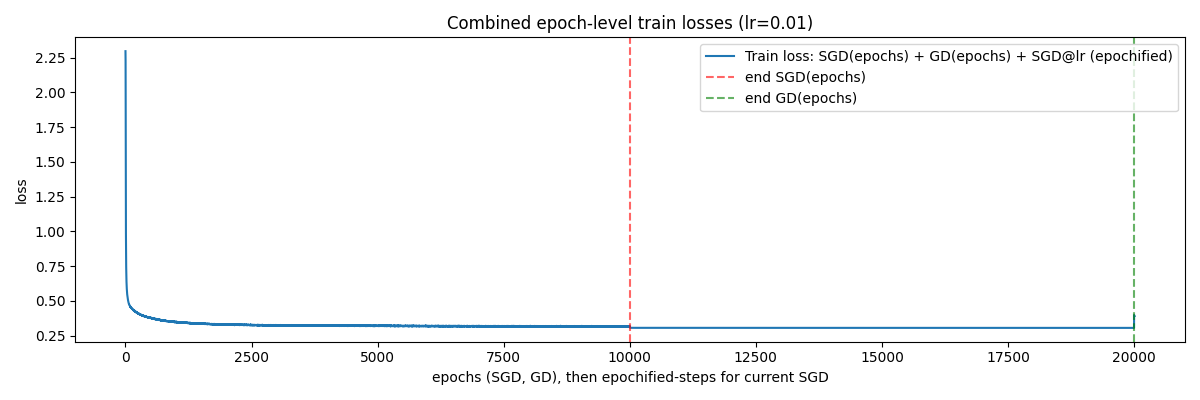 Combined epoch-level train losses (lr=0.01)
Train loss: SGD(epochs) + GD(epochs) + SGD@lr (epochified)
end SGD(epochs)
end GD(epochs)
loss
2.25
2.00
1.75
1.50
1.25
1.00
0.75
0.50
0.25
0 2500 5000 7500 10000 12500 15000 17500 20000
epochs (SGD, GD), then epochified-steps for current SGD